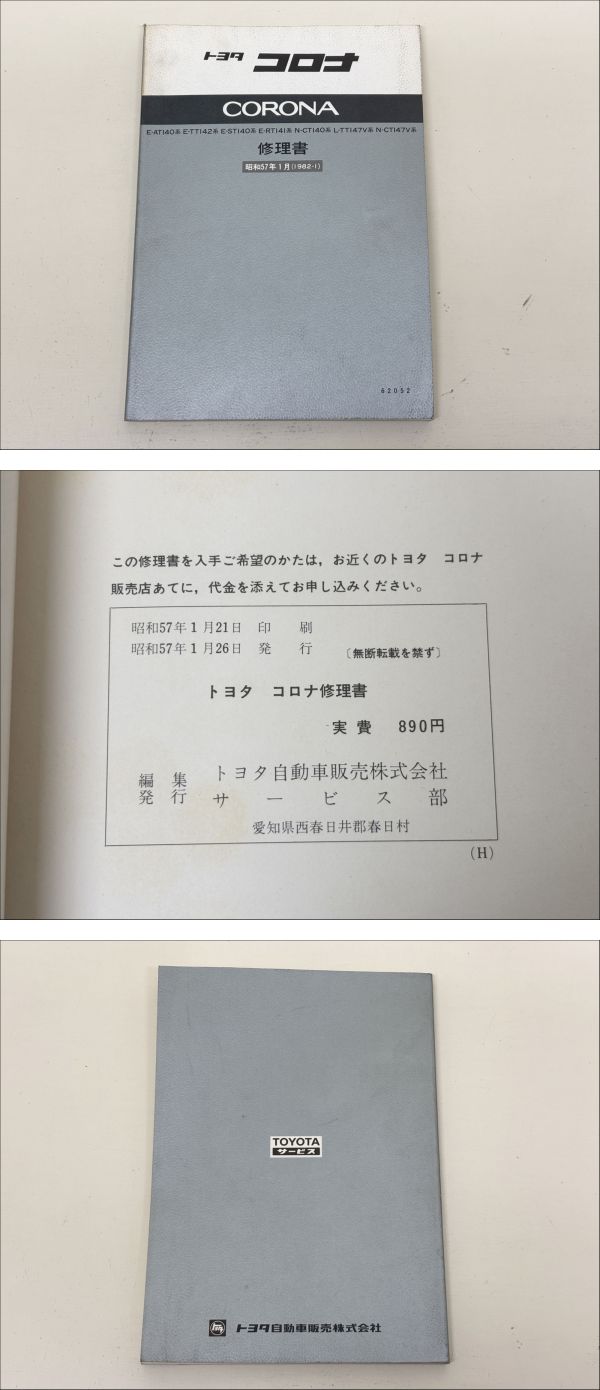 トヨタ コロナ
CORONA
E-AT140系 E-TT142系 E-ST140系 E-RT141系 N-CT140系 L-TT147V系 N-CT147V系
修理書
昭和57年1月(1982-1)
62052
この修理書を入手ご希望のかたは，お近くのトヨタ コロナ
販売店あてに，代金を添えてお申し込みください。
昭和57年1月21日 印 刷
昭和57年1月26日 発 行 〔無断転載を禁ず〕
トヨタ コロナ修理書
実費 890円
編集 トヨタ自動車販売株式会社
発行 サービス部
愛知県西春日井郡春日村
(H)
TOYOTA
サービス
トヨタ自動車販売株式会社